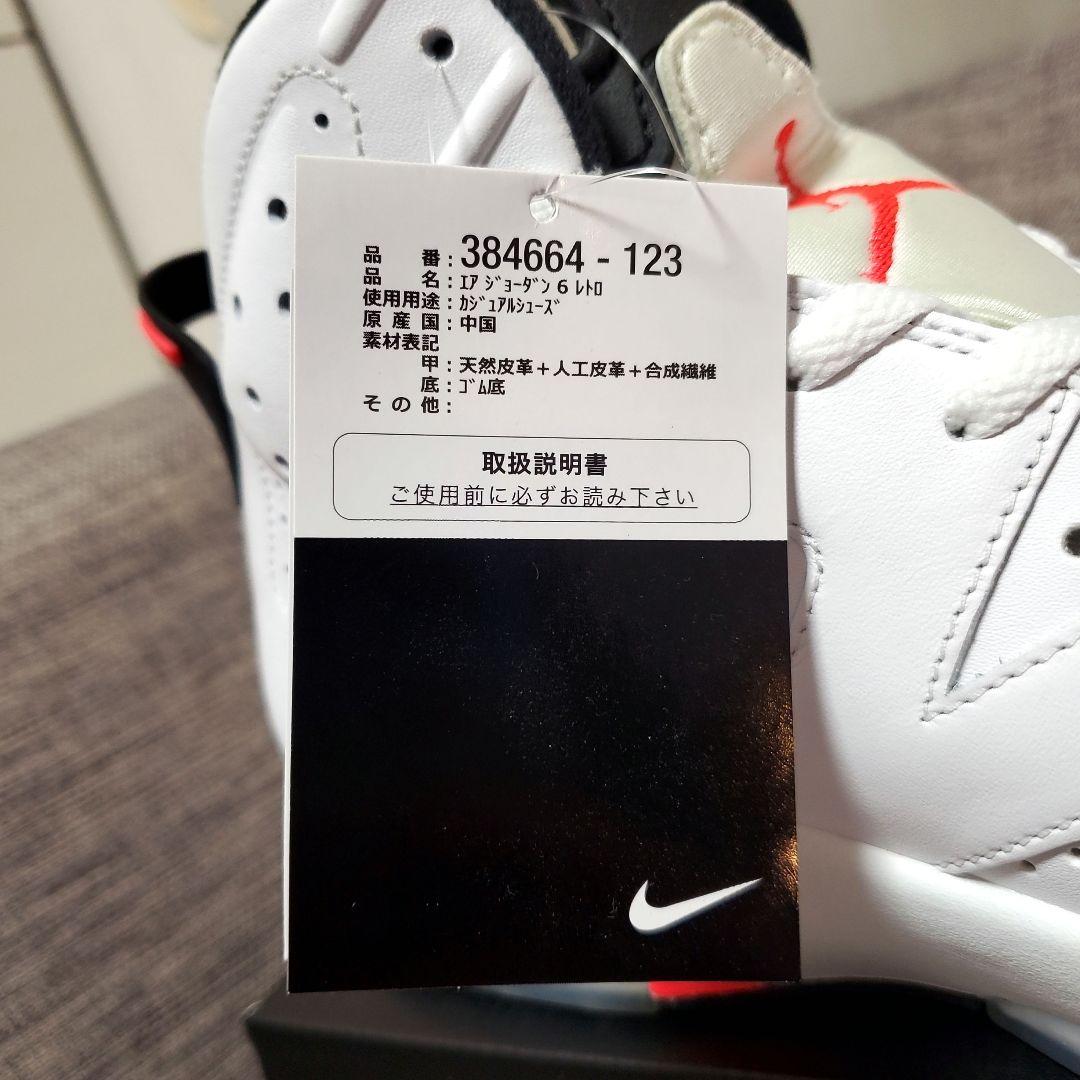 品番：384664 - 123
品名：ｴｱ ｼﾞｮｰﾀﾞﾝ 6 ﾚﾄﾛ
使用用途：ｶｼﾞｭｱﾙｼｭｰｽﾞ
原産国：中国
素材表記
甲：天然皮革＋人工皮革＋合成繊維
底：ｺﾞﾑ底
その他：
取扱説明書
ご使用前に必ずお読み下さい